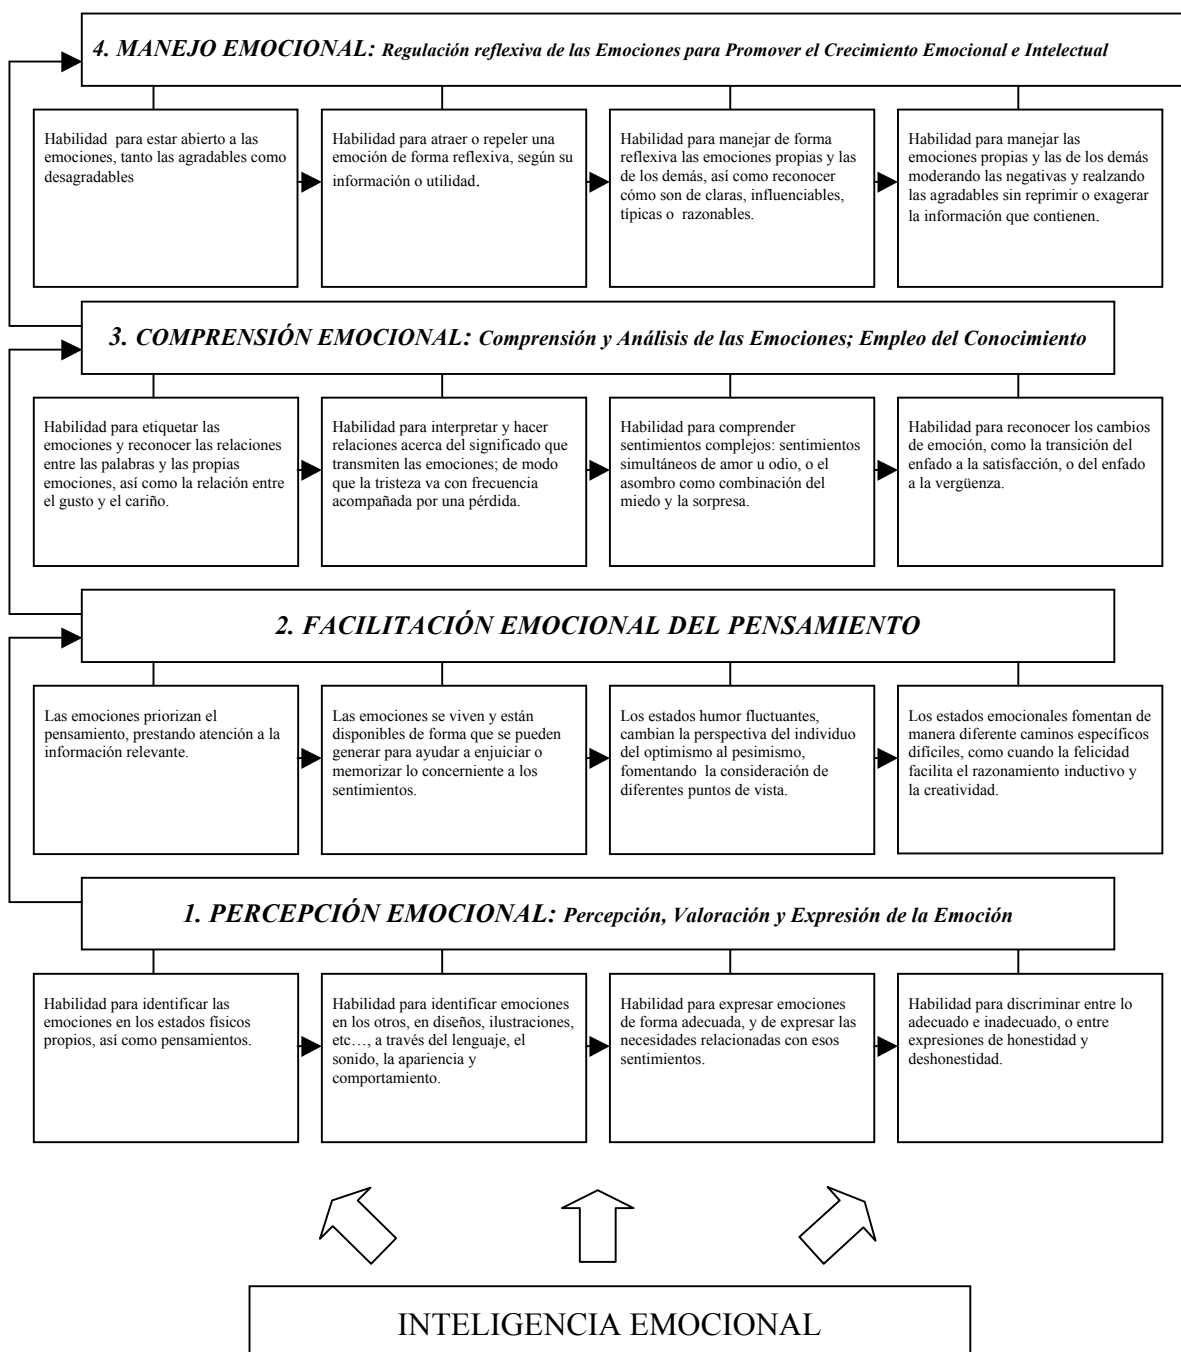 4. MANEJO EMOCIONAL: Regulación reflexiva de las Emociones para Promover el Crecimiento Emocional e Intelectual
Habilidad para estar abierto a las
emociones, tanto las agradables como
desagradables
Habilidad para atraer o repeler una
emoción de forma reflexiva, según su
información o utilidad.
Habilidad para manejar de forma
reflexiva las emociones propias y las
de los demás, así como reconocer
cómo son de claras, influenciables,
típicas o razonables.
Habilidad para manejar las
emociones propias y las de los demás
moderando las negativas y realzando
las agradables sin reprimir o exagerar
la información que contienen.
3. COMPRENSIÓN EMOCIONAL: Comprensión y Análisis de las Emociones; Empleo del Conocimiento
Habilidad para etiquetar las
emociones y reconocer las relaciones
entre las palabras y las propias
emociones, así como la relación entre
el gusto y el cariño.
Habilidad para interpretar y hacer
relaciones acerca del significado que
transmiten las emociones; de modo
que la tristeza va con frecuencia
acompañada por una pérdida.
Habilidad para comprender
sentimientos complejos: sentimientos
simultáneos de amor u odio, o el
asombro como combinación del
miedo y la sorpresa.
Habilidad para reconocer los cambios
de emoción, como la transición del
enfado a la satisfacción, o del enfado
a la vergüenza.
2. FACILITACIÓN EMOCIONAL DEL PENSAMIENTO
Las emociones priorizan el
pensamiento, prestando atención a la
información relevante.
Las emociones se viven y están
disponibles de forma que se pueden
generar para ayudar a enjuiciar o
memorizar lo concerniente a los
sentimientos.
Los estados humor fluctuantes,
cambian la perspectiva del individuo
del optimismo al pesimismo,
fomentando la consideración de
diferentes puntos de vista.
Los estados emocionales fomentan de
manera diferente caminos específicos
difíciles, como cuando la felicidad
facilita el razonamiento inductivo y
la creatividad.
1. PERCEPCIÓN EMOCIONAL: Percepción, Valoración y Expresión de la Emoción
Habilidad para identificar las
emociones en los estados físicos
propios, así como pensamientos.
Habilidad para identificar emociones
en los otros, en diseños, ilustraciones,
etc…, a través del lenguaje, el
sonido, la apariencia y
comportamiento.
Habilidad para expresar emociones
de forma adecuada, y de expresar las
necesidades relacionadas con esos
sentimientos.
Habilidad para discriminar entre lo
adecuado e inadecuado, o entre
expresiones de honestidad y
deshonestidad.
INTELIGENCIA EMOCIONAL